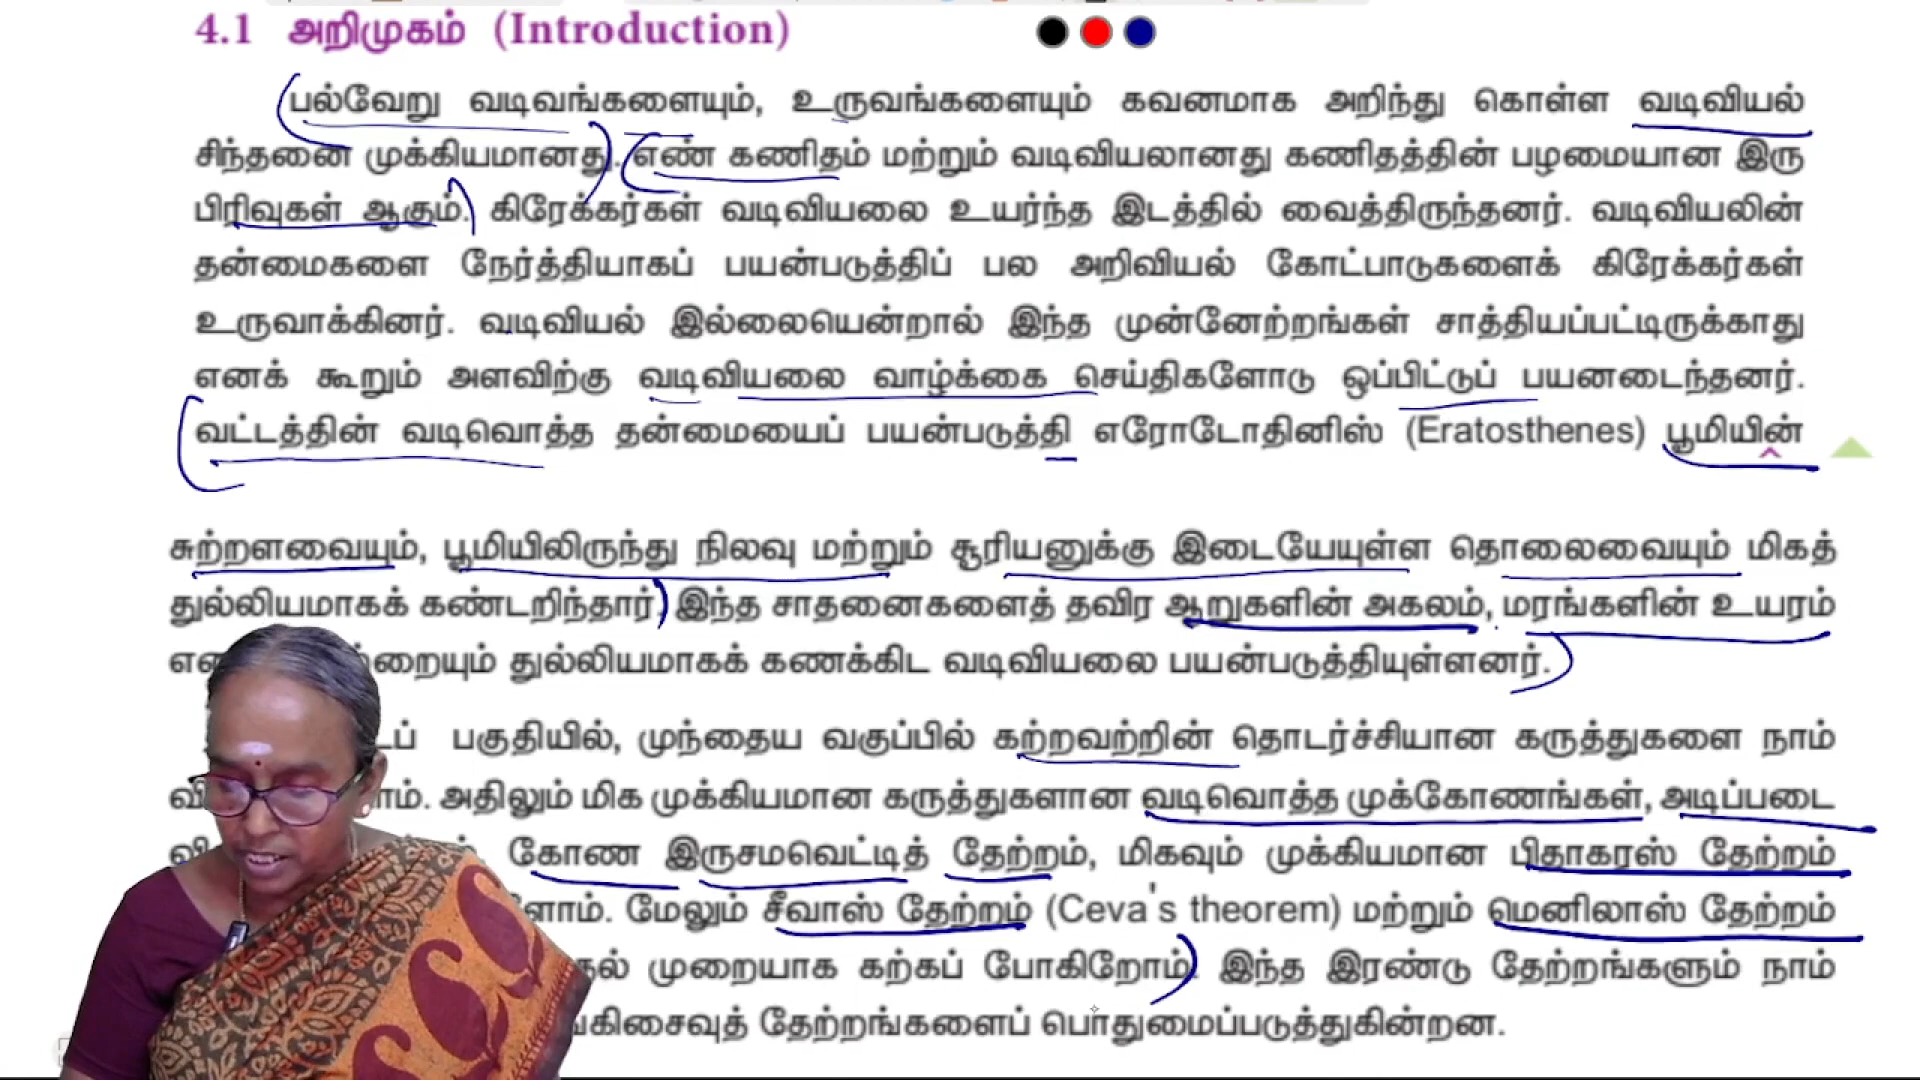 4.1 அறிமுகம் (Introduction)
பல்வேறு வடிவங்களையும், உருவங்களையும் கவனமாக அறிந்து கொள்ள வடிவியல்
சிந்தனை முக்கியமானது. எண் கணிதம் மற்றும் வடிவியலானது கணிதத்தின் பழமையான இரு
பிரிவுகள் ஆகும். கிரேக்கர்கள் வடிவியலை உயர்ந்த இடத்தில் வைத்திருந்தனர். வடிவியலின்
தன்மைகளை நேர்த்தியாகப் பயன்படுத்திப் பல அறிவியல் கோட்பாடுகளைக் கிரேக்கர்கள்
உருவாக்கினர். வடிவியல் இல்லையென்றால் இந்த முன்னேற்றங்கள் சாத்தியப்பட்டிருக்காது
எனக் கூறும் அளவிற்கு வடிவியலை வாழ்க்கை செய்திகளோடு ஒப்பிட்டுப் பயனடைந்தனர்.
வட்டத்தின் வடிவொத்த தன்மையைப் பயன்படுத்தி எரோடோதினிஸ் (Eratosthenes) பூமியின்
சுற்றளவையும், பூமியிலிருந்து நிலவு மற்றும் சூரியனுக்கு இடையேயுள்ள தொலைவையும் மிகத்
துல்லியமாகக் கண்டறிந்தார். இந்த சாதனைகளைத் தவிர ஆறுகளின் அகலம், மரங்களின் உயரம்
துல்லியமாகக் கணக்கிட வடிவியலை பயன்படுத்தியுள்ளனர்.
பகுதியில், முந்தைய வகுப்பில் கற்றவற்றின் தொடர்ச்சியான கருத்துகளை நாம்
அதிலும் மிக முக்கியமான கருத்துகளான வடிவொத்த முக்கோணங்கள், அடிப்படை
கோண இருசமவெட்டித் தேற்றம், மிகவும் முக்கியமான பிதாகரஸ் தேற்றம்
மேலும் சீவாஸ் தேற்றம் (Ceva's theorem) மற்றும் மெனிலாஸ் தேற்றம்
முறையாக கற்கப் போகிறோம். இந்த இரண்டு தேற்றங்களும் நாம்
தேற்றங்களைப் பொதுமைப்படுத்துகின்றன.